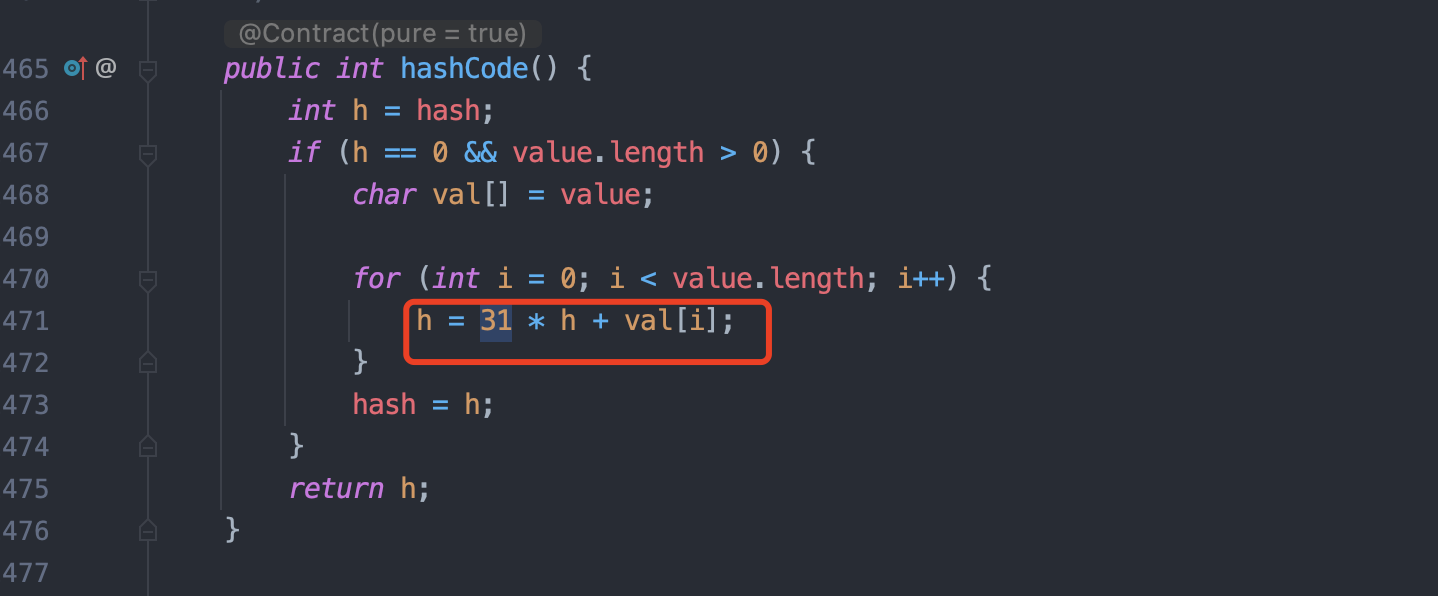 @Contract(pure = true)
465 @ public int hashCode() {
466 int h = hash;
467 if (h == 0 && value.length > 0) {
468 char val[] = value;
469
470 for (int i = 0; i < value.length; i++) {
471 h = 31 * h + val[i];
472 }
473 hash = h;
474 }
475 return h;
476 }
477